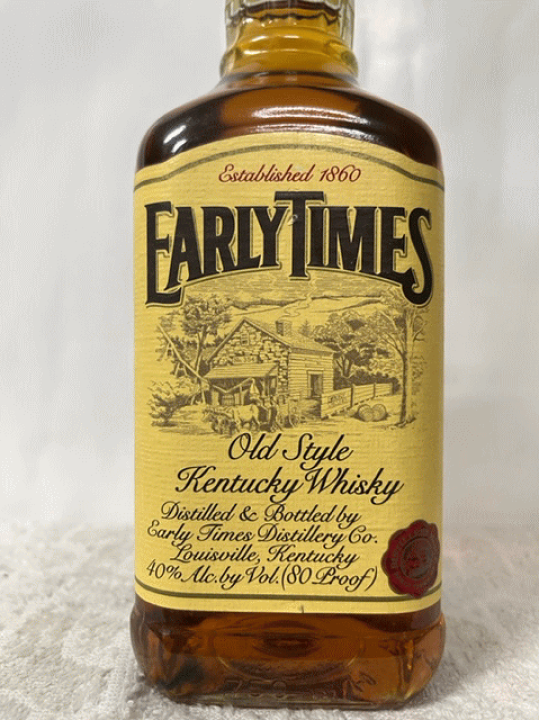 Established 1860
EARLY TIMES
Old Style
Kentucky Whisky
Distilled & Bottled by
Early Times Distillery Co.
Louisville, Kentucky
40% Alc. by Vol. (80 Proof)